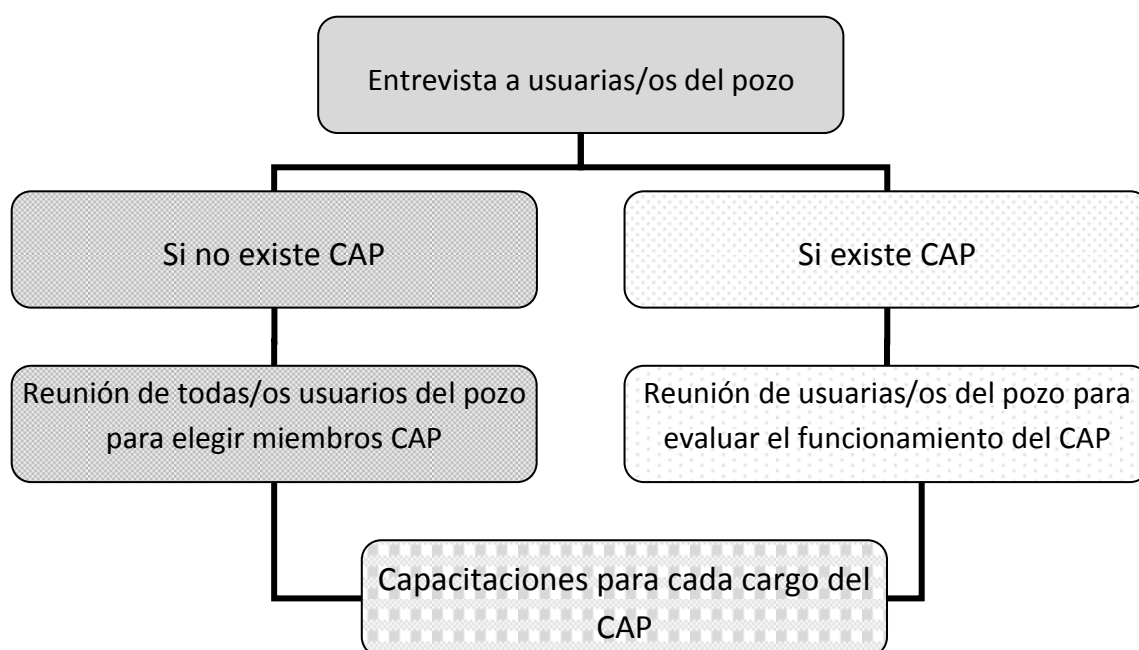 Entrevista a usuarias/os del pozo
Si no existe CAP
Si existe CAP
Reunión de todas/os usuarios del pozo
para elegir miembros CAP
Reunión de usuarias/os del pozo para
evaluar el funcionamiento del CAP
Capacitaciones para cada cargo del
CAP